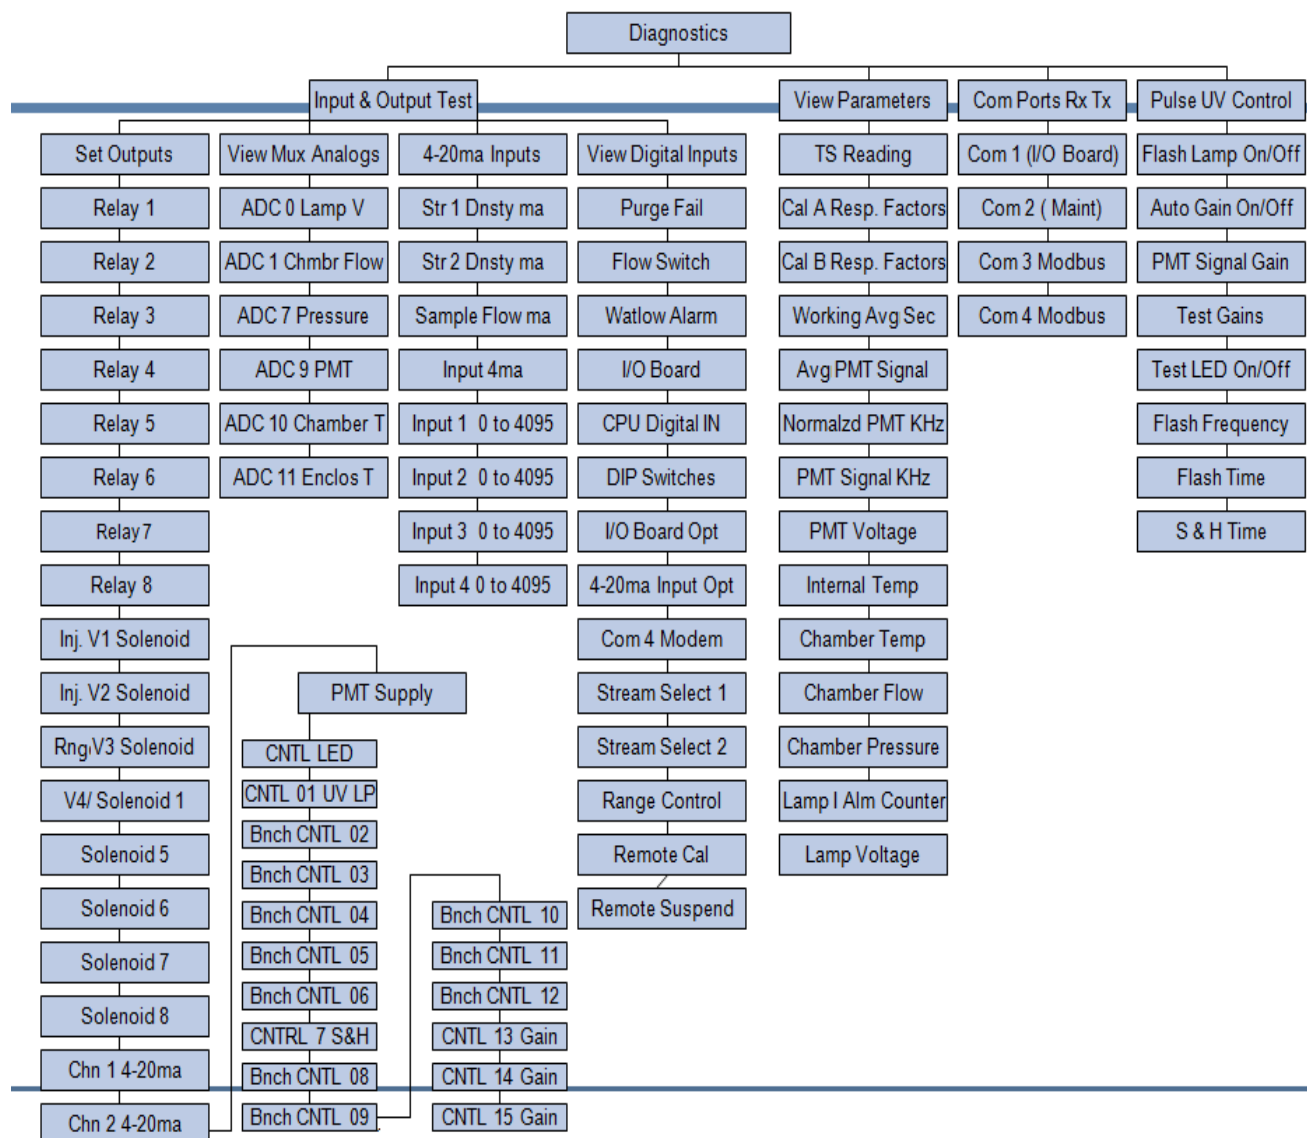 Diagnostics
Input & Output Test
View Parameters
Com Ports Rx Tx
Pulse UV Control
Set Outputs
Relay 1
Relay 2
Relay 3
Relay 4
Relay 5
Relay 6
Relay 7
Relay 8
Inj. V1 Solenoid
Inj. V2 Solenoid
Rng V3 Solenoid
V4/ Solenoid 1
Solenoid 5
Solenoid 6
Solenoid 7
Solenoid 8
Chn 1 4-20ma
Chn 2 4-20ma
PMT Supply
CNTL LED
CNTL 01 UV LP
Bnch CNTL 02
Bnch CNTL 03
Bnch CNTL 04
Bnch CNTL 05
Bnch CNTL 06
CNTRL 7 S&H
Bnch CNTL 08
Bnch CNTL 09
Bnch CNTL 10
Bnch CNTL 11
Bnch CNTL 12
CNTL 13 Gain
CNTL 14 Gain
CNTL 15 Gain
View Mux Analogs
ADC 0 Lamp V
ADC 1 Chmbr Flow
ADC 7 Pressure
ADC 9 PMT
ADC 10 Chamber T
ADC 11 Enclos T
4-20ma Inputs
Str 1 Dnsty ma
Str 2 Dnsty ma
Sample Flow ma
Input 4ma
Input 1 0 to 4095
Input 2 0 to 4095
Input 3 0 to 4095
Input 4 0 to 4095
View Digital Inputs
Purge Fail
Flow Switch
Watlow Alarm
I/O Board
CPU Digital IN
DIP Switches
I/O Board Opt
4-20ma Input Opt
Com 4 Modem
Stream Select 1
Stream Select 2
Range Control
Remote Cal
Remote Suspend
TS Reading
Cal A Resp. Factors
Cal B Resp. Factors
Working Avg Sec
Avg PMT Signal
Normalzd PMT KHz
PMT Signal KHz
PMT Voltage
Internal Temp
Chamber Temp
Chamber Flow
Chamber Pressure
Lamp I Alm Counter
Lamp Voltage
Com 1 (I/O Board)
Com 2 ( Maint)
Com 3 Modbus
Com 4 Modbus
Flash Lamp On/Off
Auto Gain On/Off
PMT Signal Gain
Test Gains
Test LED On/Off
Flash Frequency
Flash Time
S & H Time